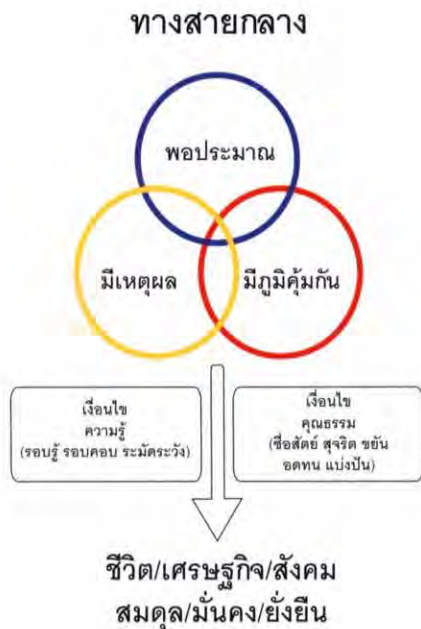 ทางสายกลาง
พอประมาณ
มีเหตุผล
มีภูมิคุ้มกัน
เงื่อนไข
ความรู้
(รอบรู้ รอบคอบ ระมัดระวัง)
เงื่อนไข
คุณธรรม
(ซื่อสัตย์ สุจริต ขยัน
อดทน แบ่งปัน)
ชีวิต/เศรษฐกิจ/สังคม
สมดุล/มั่นคง/ยั่งยืน